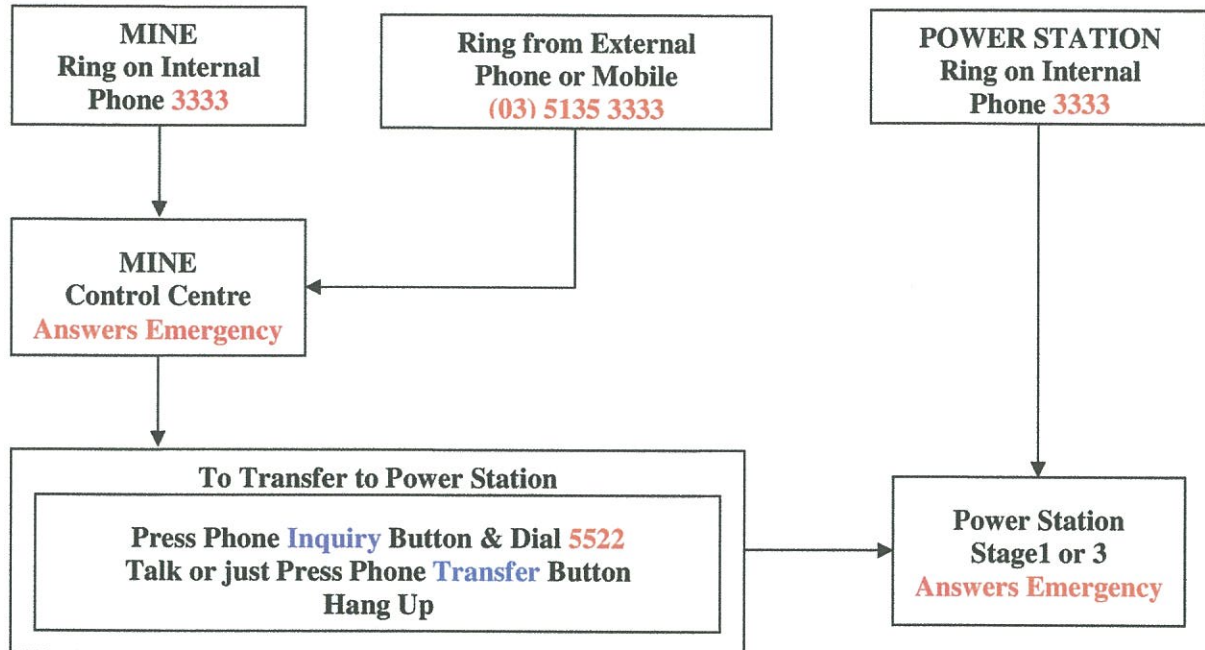 MINE
Ring on Internal
Phone 3333
Ring from External
Phone or Mobile
(03) 5135 3333
POWER STATION
Ring on Internal
Phone 3333
MINE
Control Centre
Answers Emergency
To Transfer to Power Station
Press Phone Inquiry Button & Dial 5522
Talk or just Press Phone Transfer Button
Hang Up
Power Station
Stage1 or 3
Answers Emergency